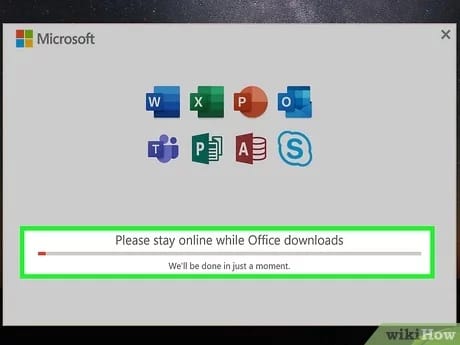 Microsoft
W X P O
T P A S
Please stay online while Office downloads
We'll be done in just a moment.
wikiHow